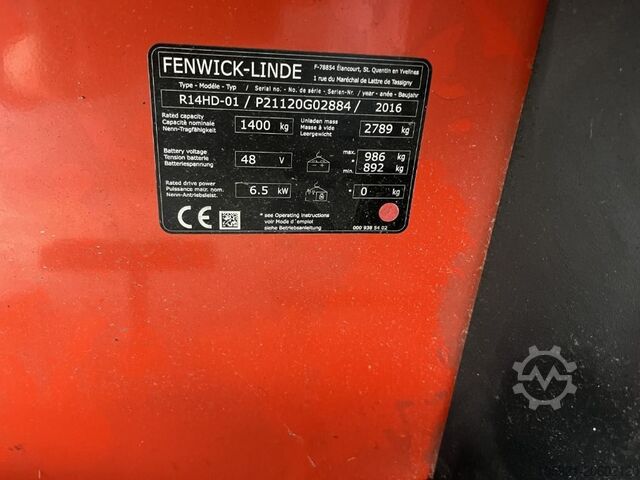 FENWICK-LINDE
F-78854 Élancourt, St. Quentin en Yvelines
1 rue du Maréchal de Lattre de Tassigny
Type - Modèle - Typ / Serial no. - No. de série - Serien-Nr. / year - année - Baujahr
R14HD-01 / P21120G02884 / 2016
Rated capacity
Capacité nominale
Nenn-Tragfähigkeit
1400 kg
Unladen mass
Masse à vide
Leergewicht
2789 kg
Battery voltage
Tension batterie
Batteriespannung
48 V
max. * 986 kg
min. * 892 kg
Rated drive power
Puissance mair. nom.
Nenn-Antriebsleist.
6.5 kW
* 0 kg
CE
* see Operating instructions
voir Mode d'emploi
siehe Betriebsanleitung
000 938 54 02